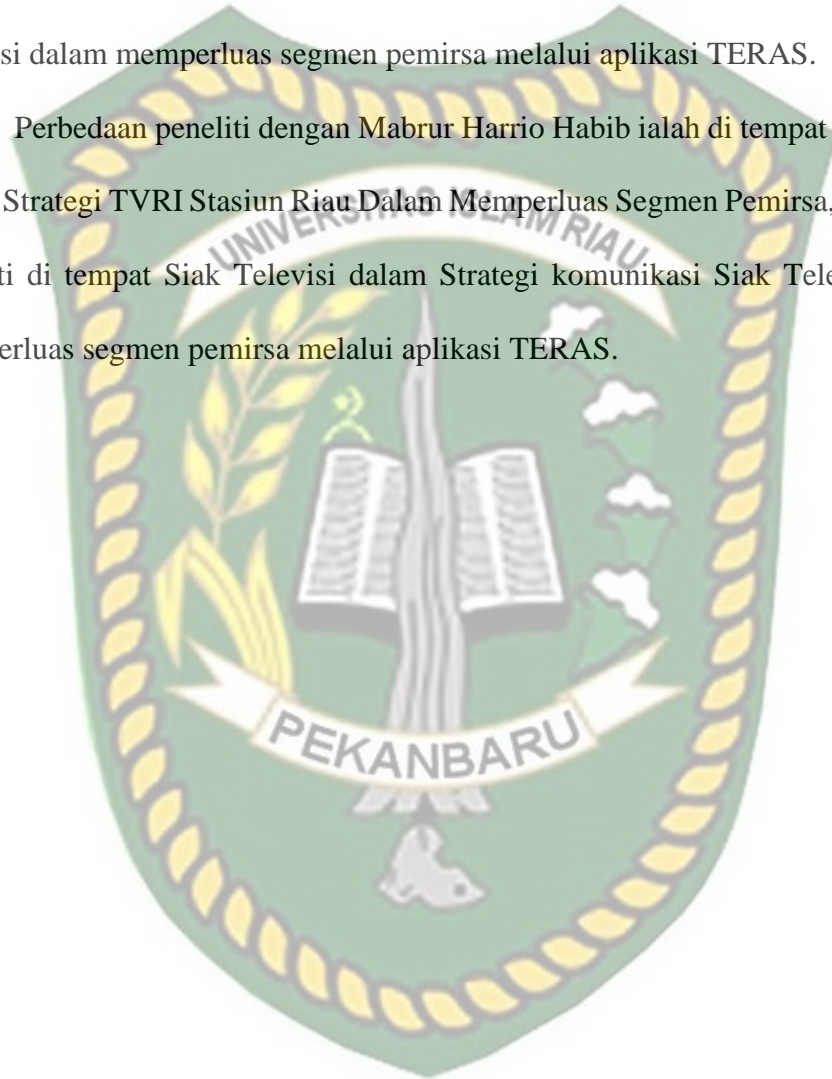 si dalam memperluas segmen pemirsa melalui aplikasi TERAS.
Perbedaan peneliti dengan Mabrur Harrio Habib ialah di tempat
Strategi TVRI Stasiun Riau Dalam Memperluas Segmen Pemirsa,
UNIVERSITAS ISLAM RIAU
ti di tempat Siak Televisi dalam Strategi komunikasi Siak Tele
erluas segmen pemirsa melalui aplikasi TERAS.
PEKANBARU